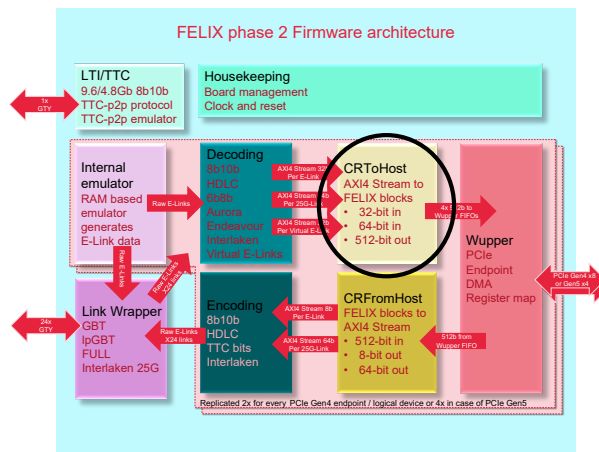 FELIX phase 2 Firmware architecture
LTI/TTC
9.6/4.8Gb 8b10b
TTC-p2p protocol
TTC-p2p emulator
Housekeeping
Board management
Clock and reset
1x
GTY
Internal
emulator
RAM based
emulator
generates
E-Link data
Raw E-Links
Decoding
8b10b
HDLC
6b8b
Aurora
Endeavour
Interlaken
Virtual E-Links
AXI4 Stream 32b
Per E-Link
AXI4 Stream 64b
Per 25G-Link
Per Virtual E-Link
CRToHost
AXI Stream to
FELIX blocks
• 32-bit in
• 64-bit in
• 512-bit out
4x 512b to
Wupper FIFOs
Wupper
PCIe
Endpoint
DMA
Register map
PCIe Gen4 x8
or Gen5 x4
Raw E-Links
Raw E-Links
X24 links
24x
GTY
Link Wrapper
GBT
lpGBT
FULL
Interlaken 25G
Raw E-Links
X24 links
Encoding
8b10b
HDLC
TTC bits
Interlaken
AXI4 Stream 8b
Per E-Link
AXI4 Stream 64b
Per 25G-Link
CRFromHost
FELIX blocks to
AXI Stream
• 512-bit in
• 8-bit out
• 64-bit out
512b from
Wupper FIFO
Replicated 2x for every PCIe Gen4 endpoint / logical device or 4x in case of PCIe Gen5